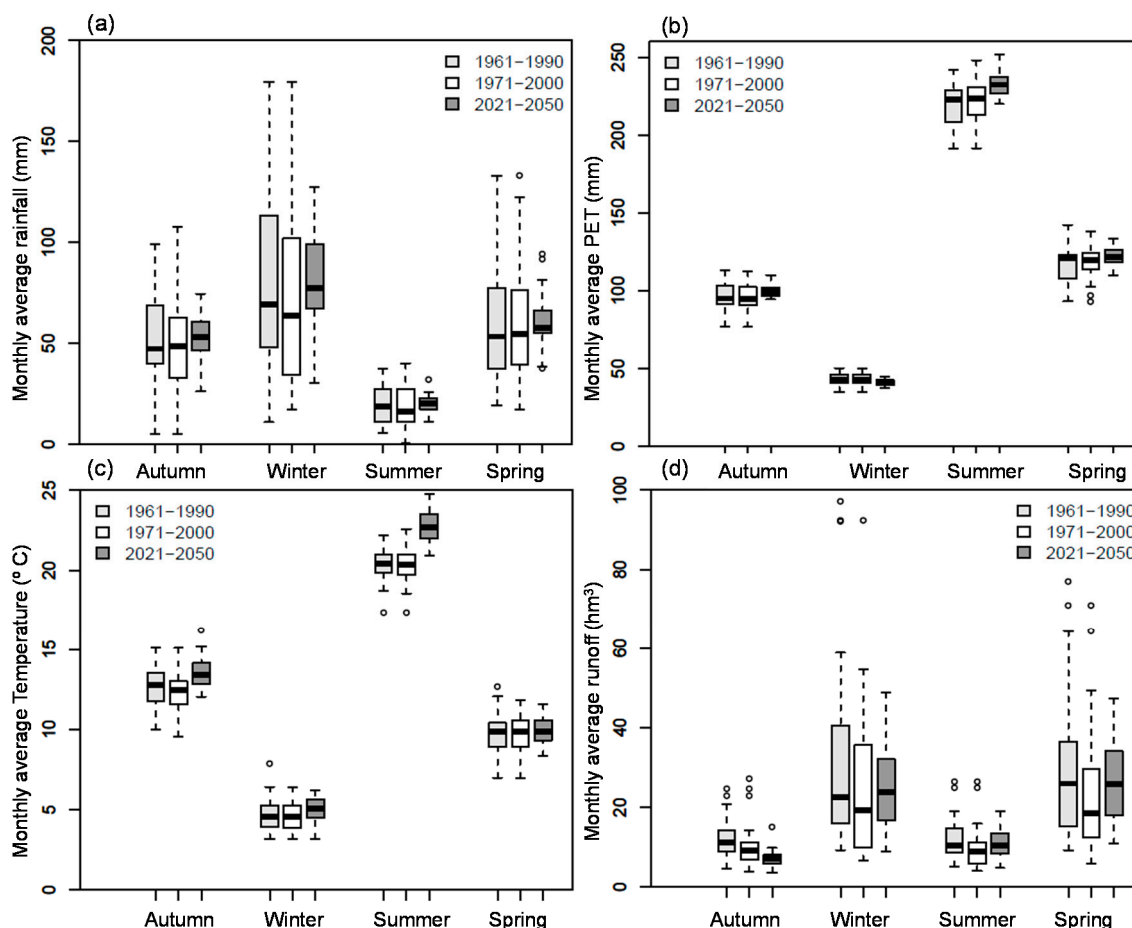 (a)
Monthly average rainfall (mm)
200
150
100
50
0
1961−1990
1971−2000
2021−2050
Autumn Winter Summer Spring
(b)
Monthly average PET (mm)
250
200
150
100
50
0
1961−1990
1971−2000
2021−2050
Autumn Winter Summer Spring
(c)
Monthly average Temperature (º C)
25
20
15
10
5
0
1961−1990
1971−2000
2021−2050
Autumn Winter Summer Spring
(d)
Monthly average runoff (hm³)
100
80
60
40
20
0
1961−1990
1971−2000
2021−2050
Autumn Winter Summer Spring